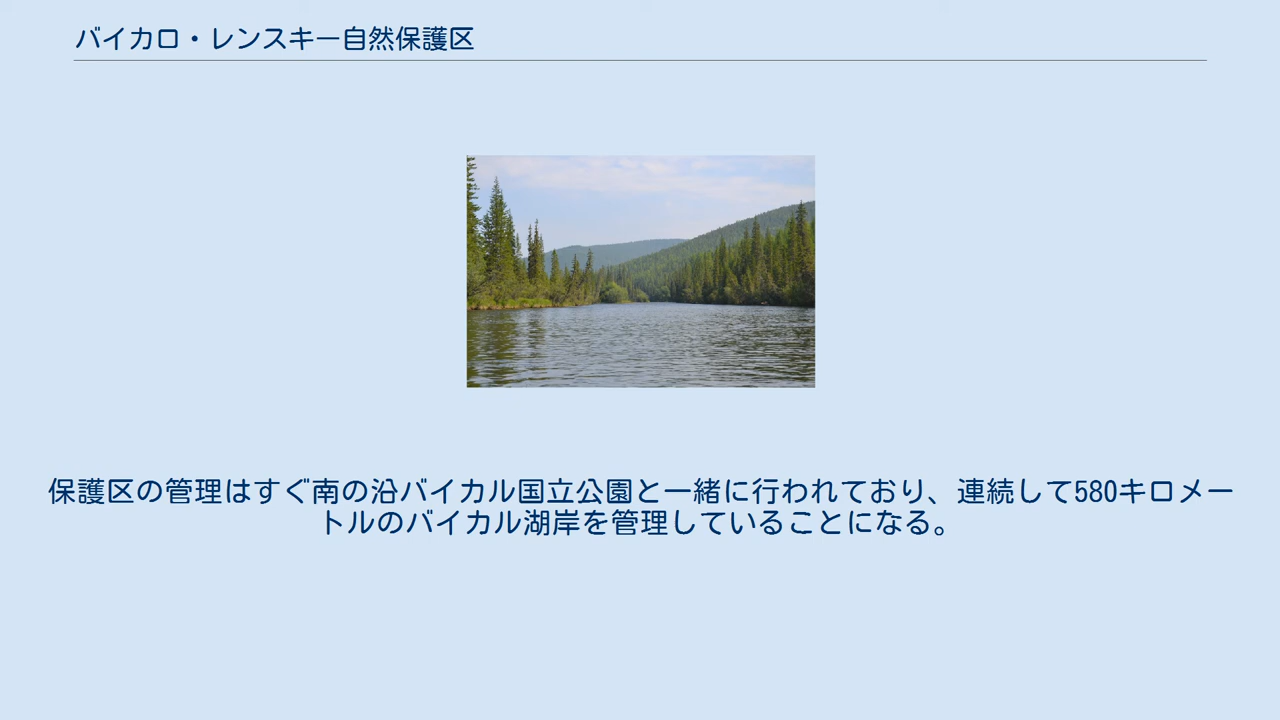 バイカロ・レンスキー自然保護区
保護区の管理はすぐ南の沿バイカル国立公園と一緒に行われており、連続して580キロメー
トルのバイカル湖岸を管理していることになる。